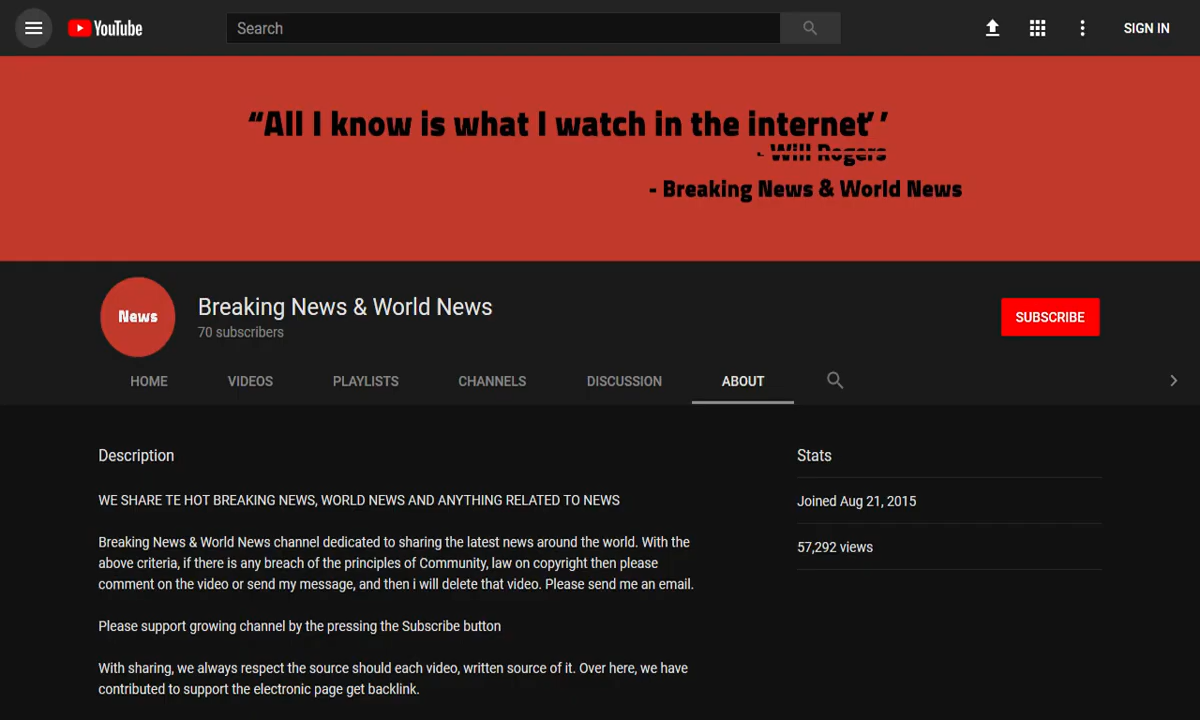 YouTube
Search
SIGN IN
“All I know is what I watch in the internet’’
- Will Rogers
- Breaking News & World News
News
Breaking News & World News
70 subscribers
SUBSCRIBE
HOME VIDEOS PLAYLISTS CHANNELS DISCUSSION ABOUT
Description
WE SHARE TE HOT BREAKING NEWS, WORLD NEWS AND ANYTHING RELATED TO NEWS
Breaking News & World News channel dedicated to sharing the latest news around the world. With the
above criteria, if there is any breach of the principles of Community, law on copyright then please
comment on the video or send my message, and then i will delete that video. Please send me an email.
Please support growing channel by the pressing the Subscribe button
With sharing, we always respect the source should each video, written source of it. Over here, we have
contributed to support the electronic page get backlink.
Stats
Joined Aug 21, 2015
57,292 views